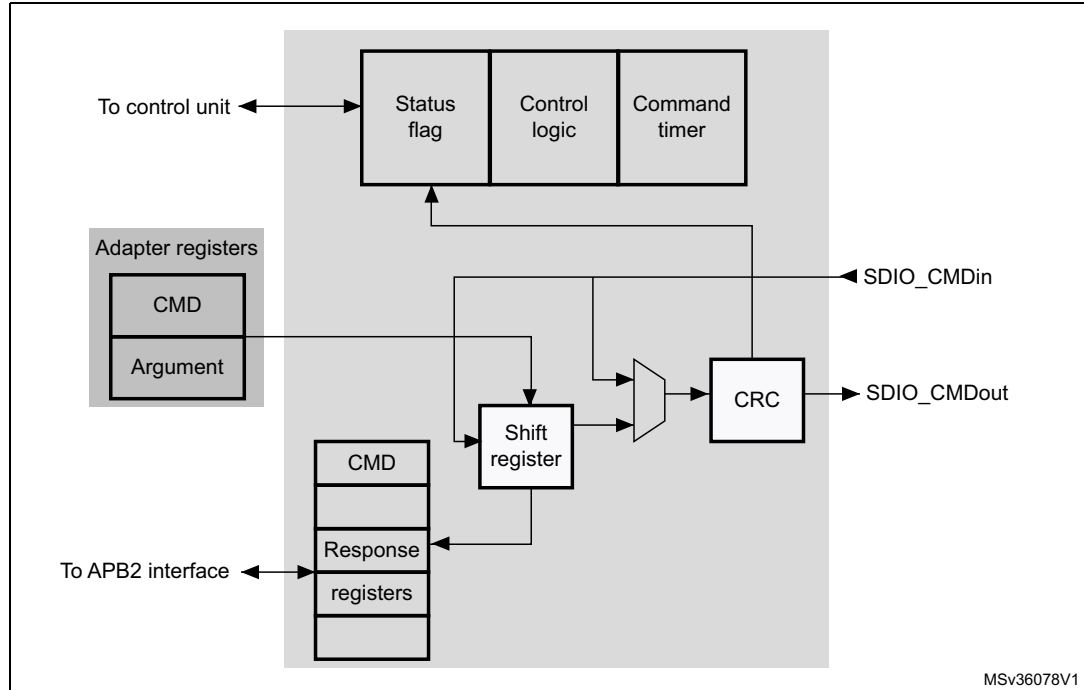 To control unit
Status
flag
Control
logic
Command
timer
Adapter registers
CMD
Argument
SDIO_CMDin
CRC
SDIO_CMDout
Shift
register
CMD
Response
registers
To APB2 interface
MSv36078V1